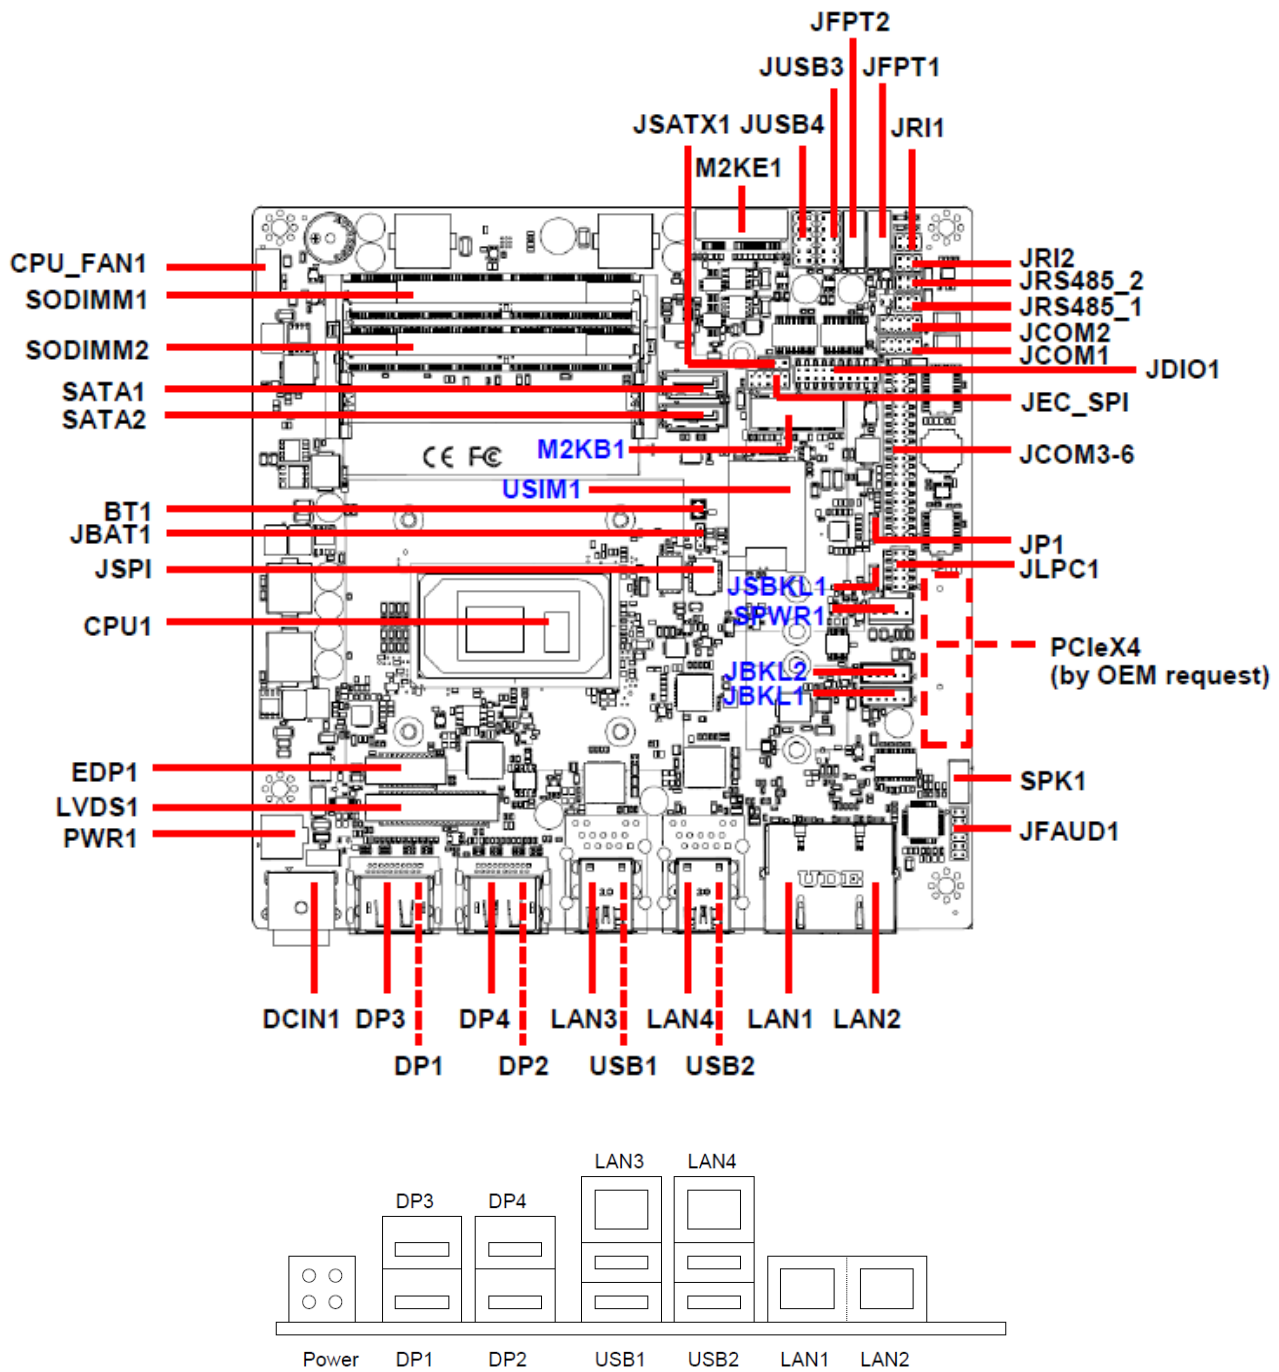 JFPT2
JUSB3 JFPT1
JSATX1 JUSB4 JRI1
M2KE1
CPU_FAN1
SODIMM1
SODIMM2
SATA1
SATA2
JRI2
JRS485_2
JRS485_1
JCOM2
JCOM1
JDIO1
JEC_SPI
M2KB1
CE FC
JCOM3-6
USIM1
BT1
JBAT1
JSPI
JP1
JLPC1
JSBKL1
SPWR1
CPU1
PCIeX4
(by OEM request)
JBKL2
JBKL1
EDP1
LVDS1
PWR1
SPK1
JFAUD1
DCIN1 DP3 DP4 LAN3 LAN4 LAN1 LAN2
DP1 DP2 USB1 USB2
LAN3 LAN4
DP3 DP4
Power DP1 DP2 USB1 USB2 LAN1 LAN2